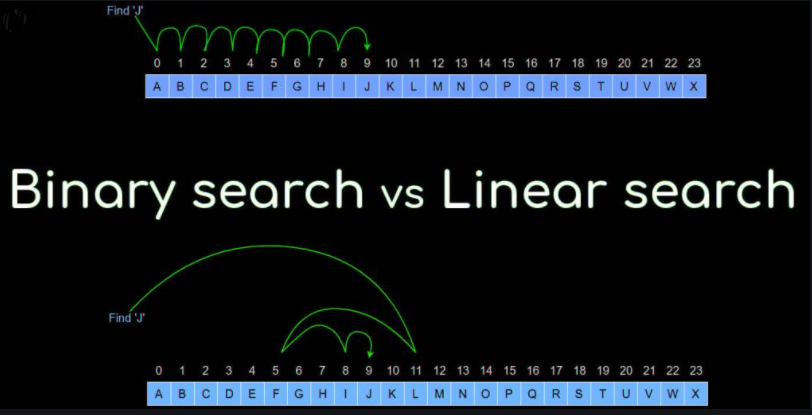 Find 'J'
0 1 2 3 4 5 6 7 8 9 10 11 12 13 14 15 16 17 18 19 20 21 22 23
A B C D E F G H I J K L M N O P Q R S T U V W X
Binary search vs Linear search
Find 'J'
0 1 2 3 4 5 6 7 8 9 10 11 12 13 14 15 16 17 18 19 20 21 22 23
A B C D E F G H I J K L M N O P Q R S T U V W X